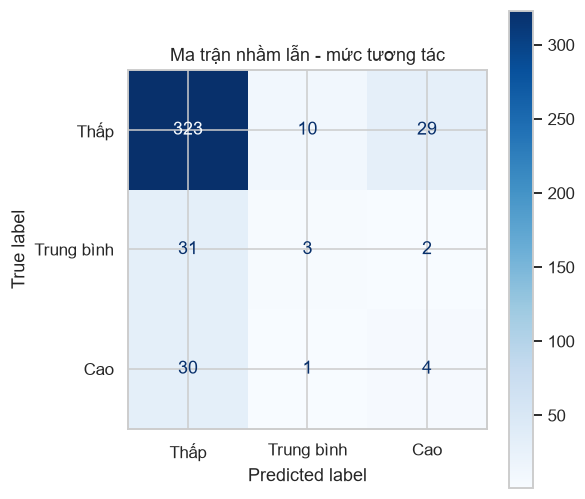 Ma trận nhầm lẫn - mức tương tác
Thấp 323 10 29
Trung bình 31 3 2
Cao 30 1 4
Thấp Trung bình Cao
Predicted label
True label
300
250
200
150
100
50